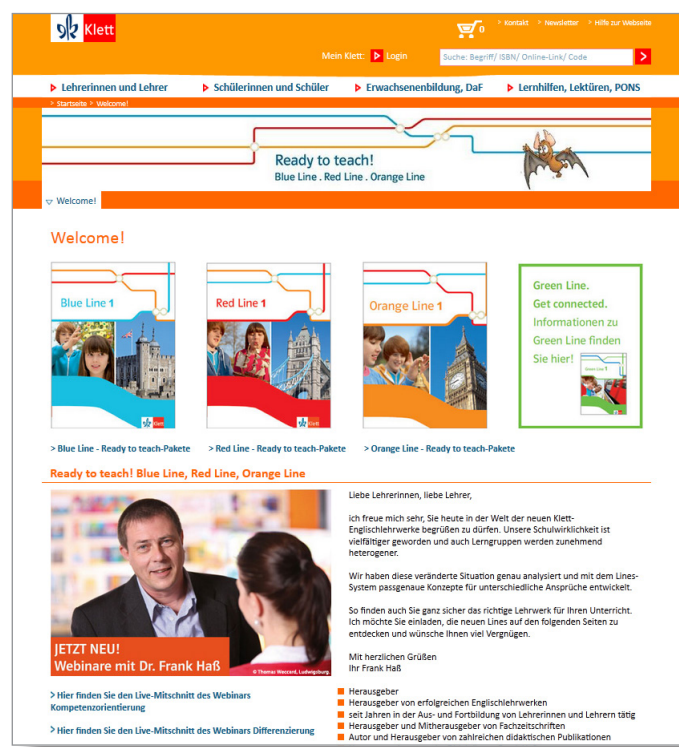 Klett
0
> Kontakt > Newsletter > Hilfe zur Webseite
Mein Klett: Login
Suche: Begriff/ ISBN/ Online-Link/ Code
Lehrerinnen und Lehrer
Schülerinnen und Schüler
Erwachsenenbildung, DaF
Lernhilfen, Lektüren, PONS
> Startseite > Welcome!
Ready to teach!
Blue Line . Red Line . Orange Line
Welcome!
Welcome!
Blue Line 1
Klett
Red Line 1
Klett
Orange Line 1
Klett
Green Line.
Get connected.
Informationen zu
Green Line finden
Sie hier!
Green Line 1
> Blue Line - Ready to teach-Pakete
> Red Line - Ready to teach-Pakete
> Orange Line - Ready to teach-Pakete
Ready to teach! Blue Line, Red Line, Orange Line
JETZT NEU!
Webinare mit Dr. Frank Haß
© Thomas Weccard, Ludwigsburg
> Hier finden Sie den Live-Mitschnitt des Webinars
Kompetenzorientierung
> Hier finden Sie den Live-Mitschnitt des Webinars Differenzierung
Liebe Lehrerinnen, liebe Lehrer,
ich freue mich sehr, Sie heute in der Welt der neuen Klett-
Englischlehrwerke begrüßen zu dürfen. Unsere Schulwirklichkeit ist
vielfältiger geworden und auch Lerngruppen werden zunehmend
heterogener.
Wir haben diese veränderte Situation genau analysiert und mit dem Lines-
System passgenaue Konzepte für unterschiedliche Ansprüche entwickelt.
So finden auch Sie ganz sicher das richtige Lehrwerk für Ihren Unterricht.
Ich möchte Sie einladen, die neuen Lines auf den folgenden Seiten zu
entdecken und wünsche Ihnen viel Vergnügen.
Mit herzlichen Grüßen
Ihr Frank Haß
Herausgeber
Herausgeber von erfolgreichen Englischlehrwerken
seit Jahren in der Aus- und Fortbildung von Lehrerinnen und Lehrern tätig
Herausgeber und Mitherausgeber von Fachzeitschriften
Autor und Herausgeber von zahlreichen didaktischen Publikationen